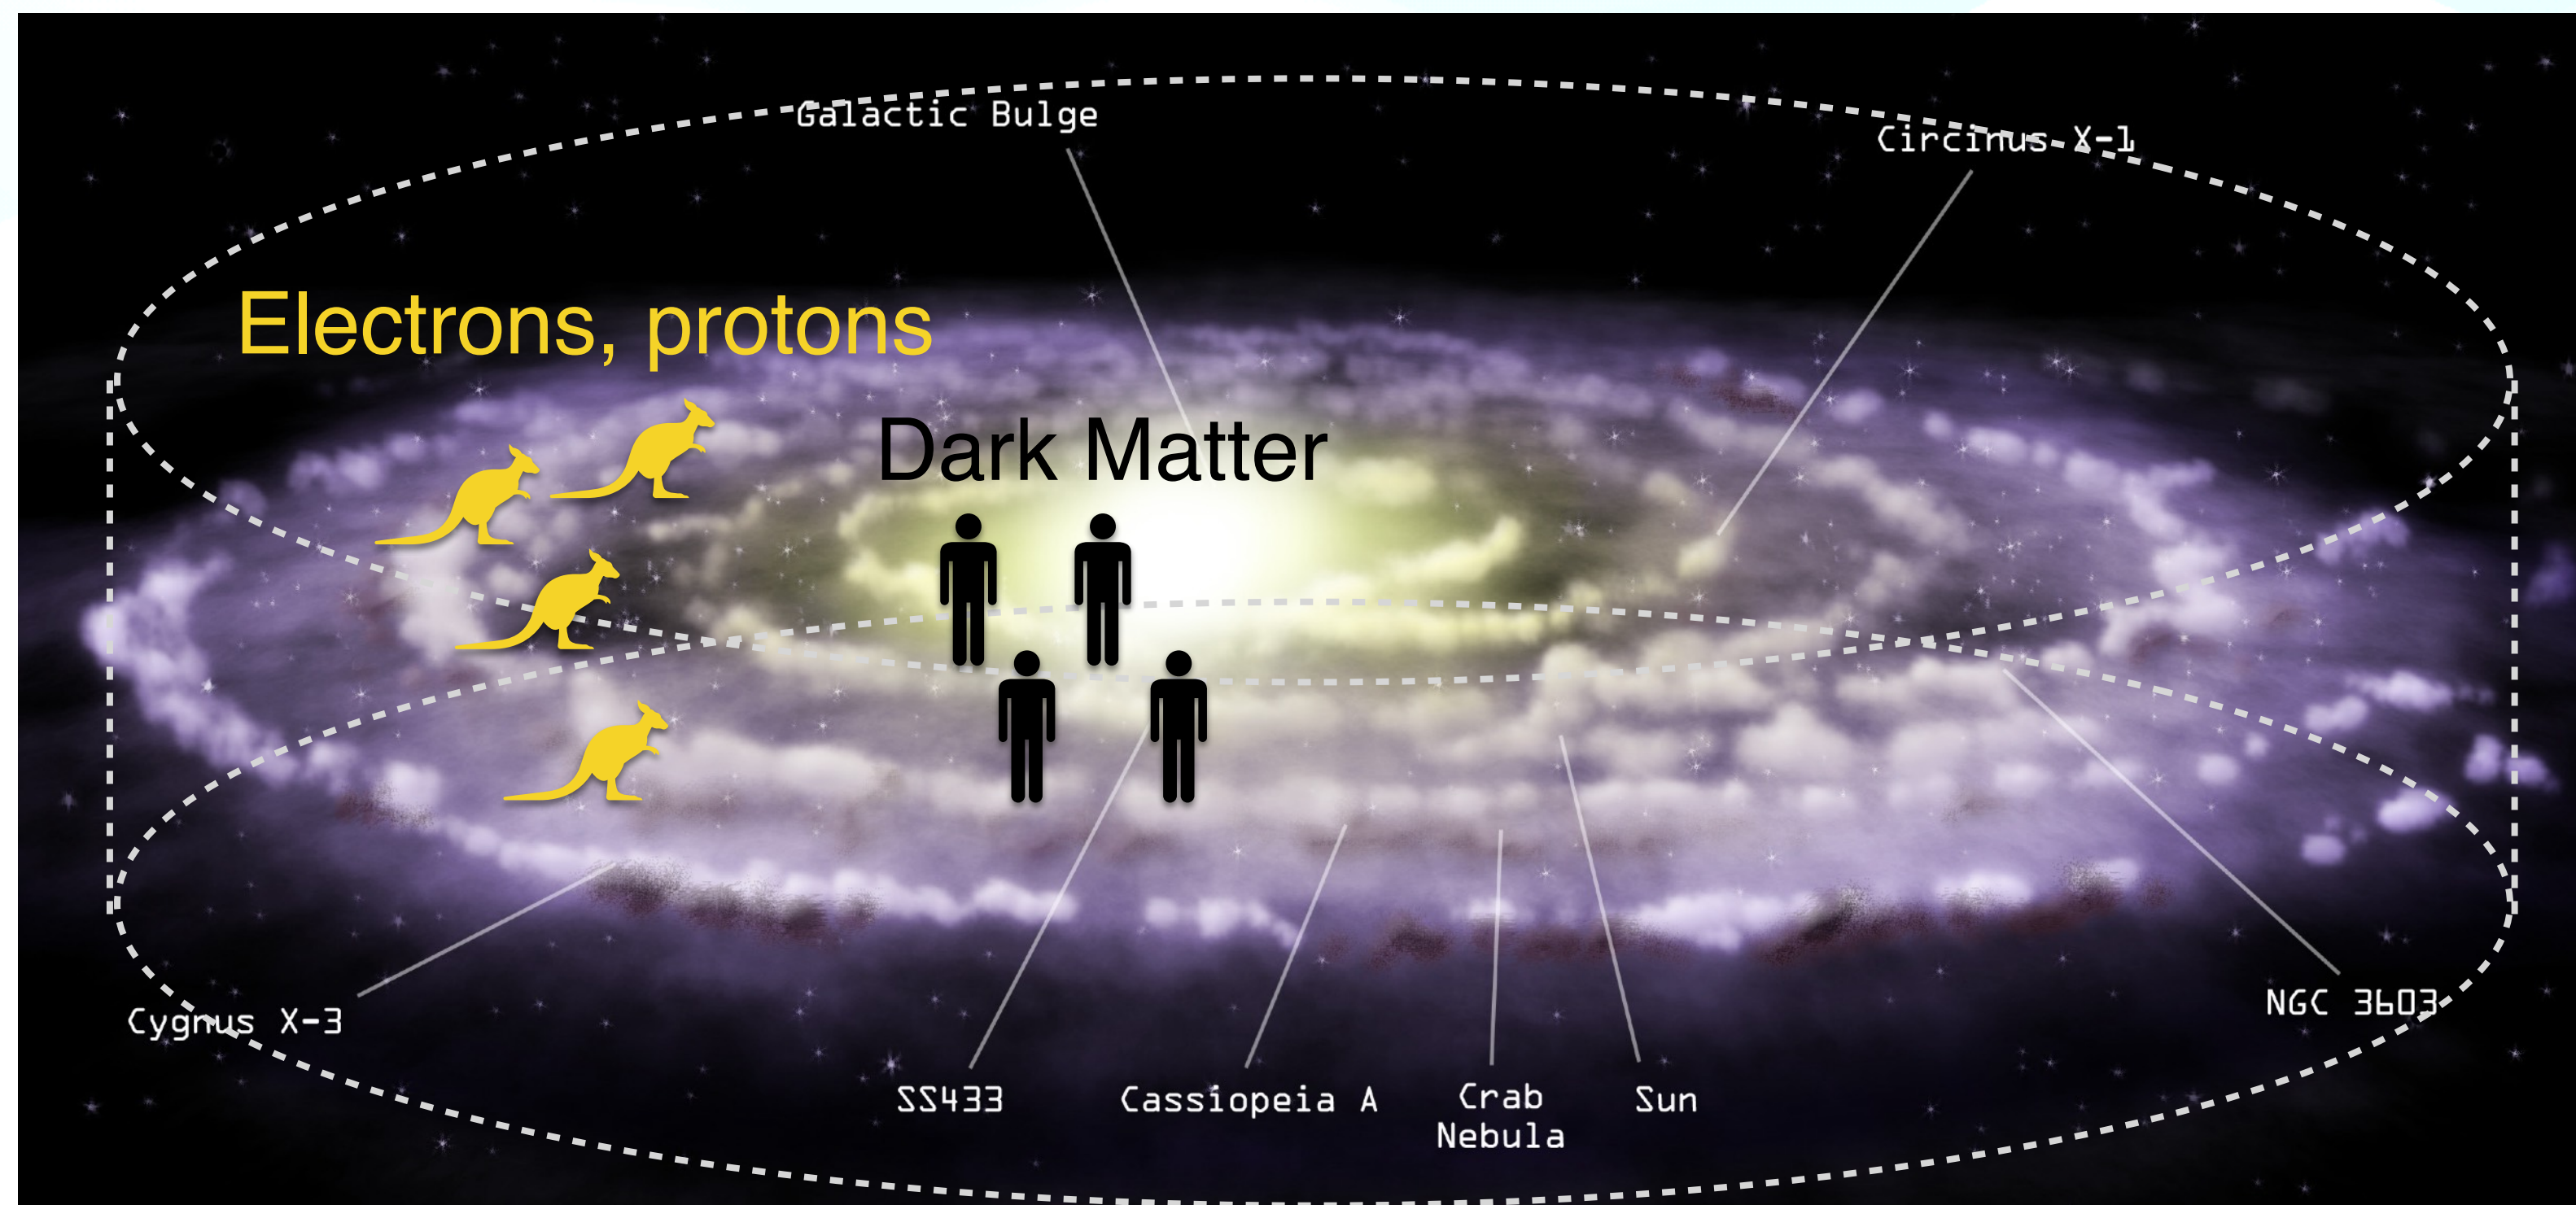 Galactic Bulge
Circinus X-1
Electrons, protons
Dark Matter
Cygnus X-3
NGC 3603
SS433
Cassiopeia A
Crab
Nebula
Sun